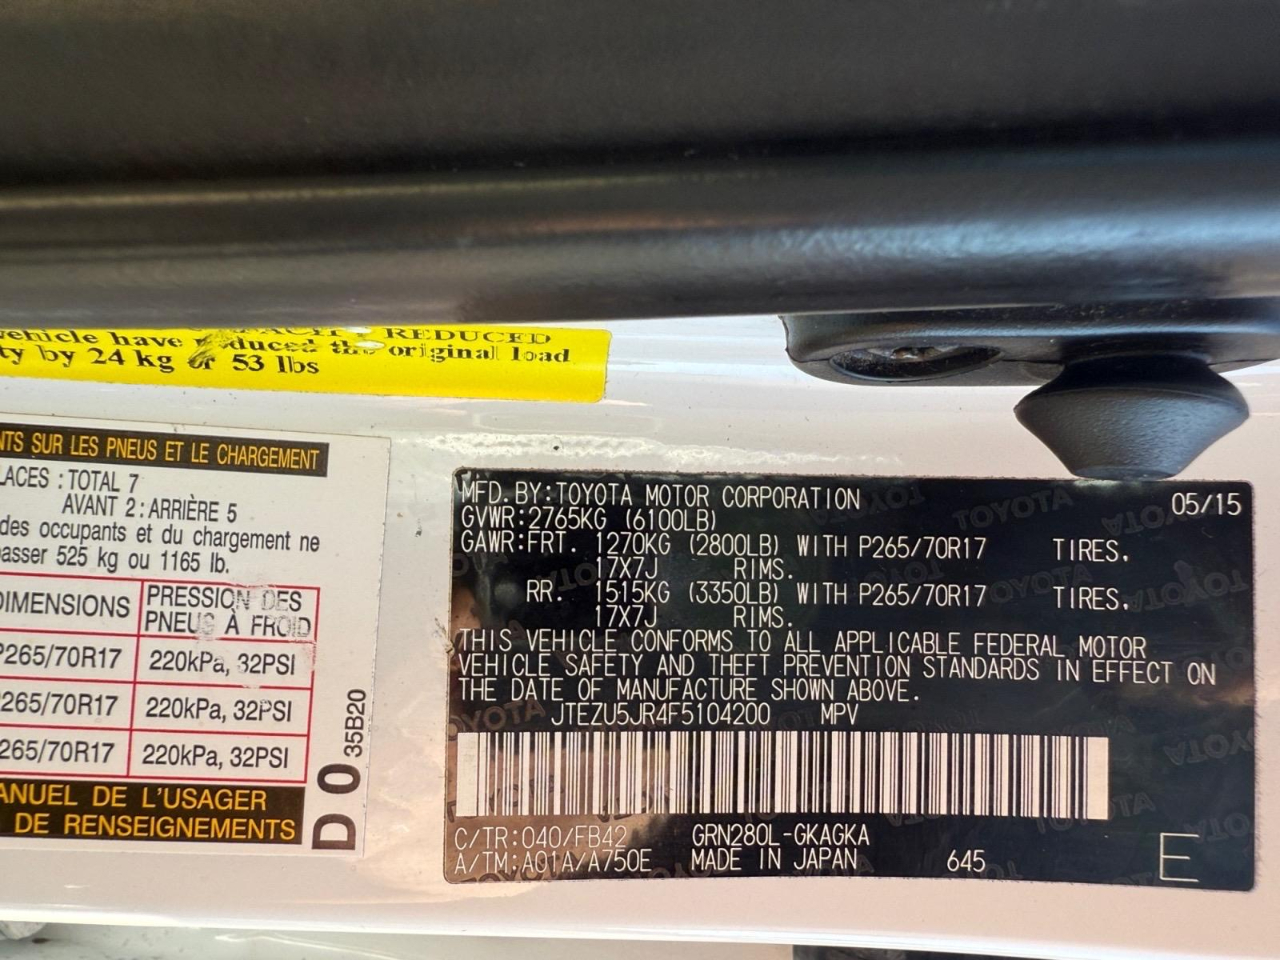 REDUCED
vehicle have the original load
ty by 24 kg or 53 lbs
NTS SUR LES PNEUS ET LE CHARGEMENT
LACES : TOTAL 7
AVANT 2 : ARRIÈRE 5
des occupants et du chargement ne
passer 525 kg ou 1165 lb.
DIMENSIONS PRESSION DES
PNEUS À FROID
P265/70R17 220kPa, 32PSI
P265/70R17 220kPa, 32PSI
265/70R17 220kPa, 32PSI
ANUEL DE L'USAGER
DE RENSEIGNEMENTS
D 0 35B20
MFD. BY: TOYOTA MOTOR CORPORATION 05/15
GVWR: 2765KG (6100LB)
GAWR: FRT. 1270KG (2800LB) WITH P265/70R17 TIRES,
17X7J RIMS.
RR. 1515KG (3350LB) WITH P265/70R17 TIRES,
17X7J RIMS.
THIS VEHICLE CONFORMS TO ALL APPLICABLE FEDERAL MOTOR
VEHICLE SAFETY AND THEFT PREVENTION STANDARDS IN EFFECT ON
THE DATE OF MANUFACTURE SHOWN ABOVE.
JTEZU5JR4F5104200 MPV
C/TR: 040/FB42 GRN280L-GKAGKA
A/TM: A01A/A750E MADE IN JAPAN 645 E